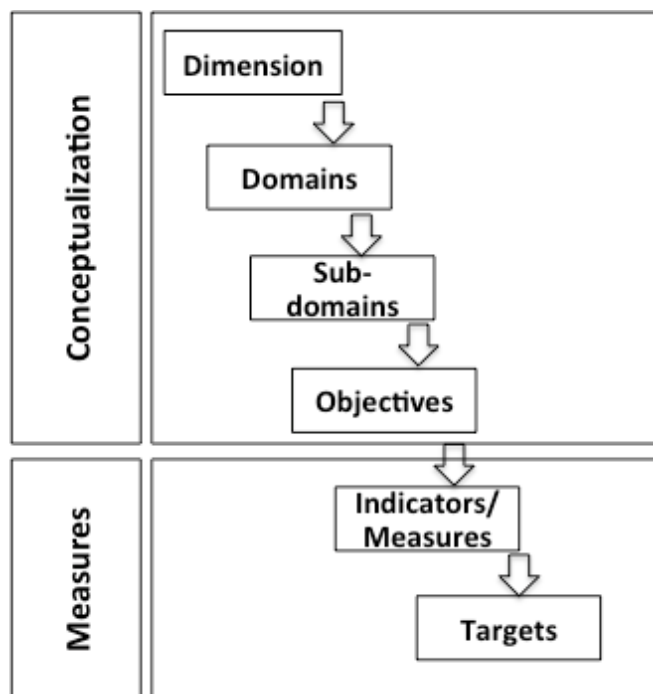 Conceptualization
Dimension
Domains
Sub-
domains
Objectives
Measures
Indicators/
Measures
Targets